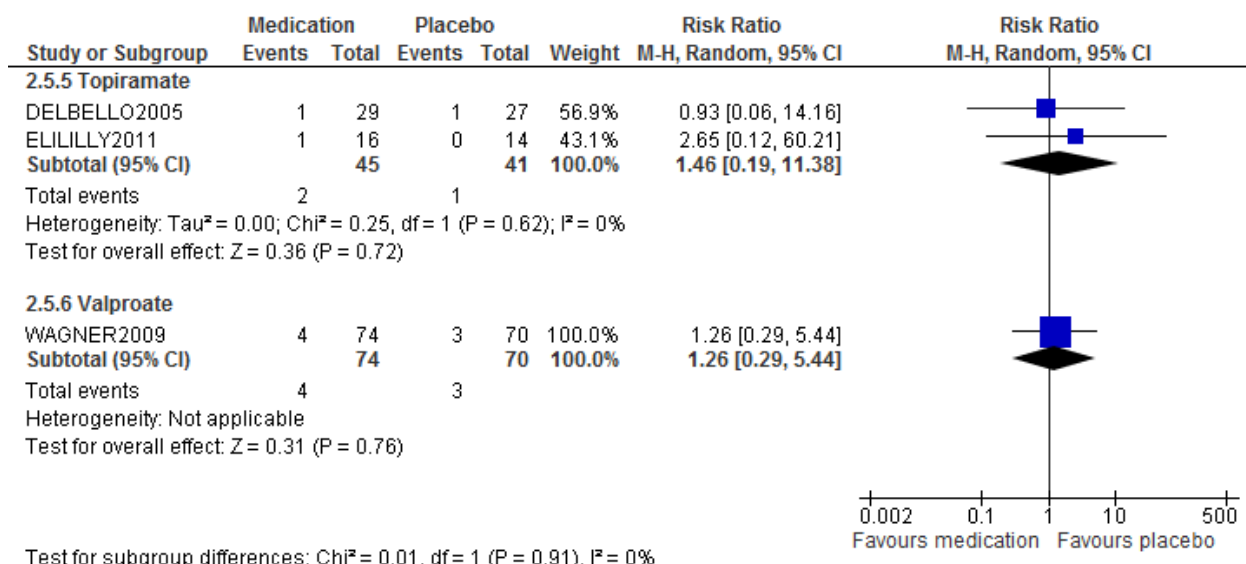 Medication Placebo Risk Ratio Risk Ratio
Study or Subgroup Events Total Events Total Weight M-H, Random, 95% CI M-H, Random, 95% CI
2.5.5 Topiramate
DELBELLO2005 1 29 1 27 56.9% 0.93 [0.06, 14.16]
ELILILLY2011 1 16 0 14 43.1% 2.65 [0.12, 60.21]
Subtotal (95% CI) 45 41 100.0% 1.46 [0.19, 11.38]
Total events 2 1
Heterogeneity: Tau² = 0.00; Chi² = 0.25, df = 1 (P = 0.62); I² = 0%
Test for overall effect: Z = 0.36 (P = 0.72)
2.5.6 Valproate
WAGNER2009 4 74 3 70 100.0% 1.26 [0.29, 5.44]
Subtotal (95% CI) 74 70 100.0% 1.26 [0.29, 5.44]
Total events 4 3
Heterogeneity: Not applicable
Test for overall effect: Z = 0.31 (P = 0.76)
0.002 0.1 1 10 500
Favours medication Favours placebo
Test for subgroup differences: Chi² = 0.01, df = 1 (P = 0.91), I² = 0%